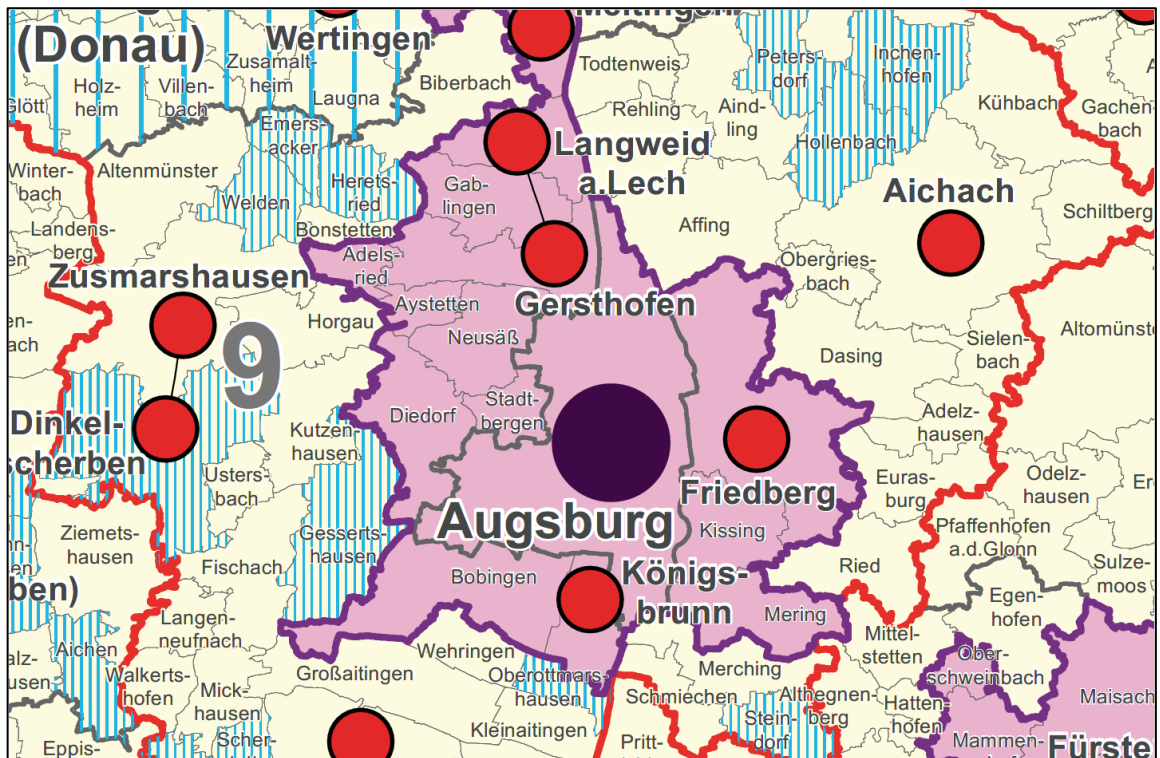 Meitingen
(Donau)
Wertingen
Todtenweis
Peters-
dorf
Inchen-
hofen
Zusamalt-
heim
Holz-
heim
Villen-
bach
Biberbach
Glött
Laugna
Rehling
Aind-
ling
Kühbach
Gachen-
bach
Emers-
acker
Hollenbach
Langweid
a.Lech
Winter-
bach
Altenmünster
Herets-
ried
Gab-
lingen
Aichach
Welden
Affing
Schiltberg
Landens-
berg
Bonstetten
Adels-
ried
Obergries-
bach
Zusmarshausen
Aystetten
Gersthofen
Horgau
Neusäß
9
Dasing
Sielen-
bach
Altomünst
Stadt-
bergen
Diedorf
Adelz-
hausen
Dinkel-
scherben
Kutzen-
hausen
Usters-
bach
Friedberg
Euras-
burg
Odelz-
hausen
Augsburg
Kissing
Ziemets-
hausen
Gesserts-
hausen
Pfaffenhofen
a.d.Glonn
Fischach
Bobingen
Königs-
brunn
Ried
Sulze-
moos
ben)
Egen-
hofen
Langen-
neufnach
Mering
Mittel-
stetten
Aichen
Wehringen
Ober-
schweinbach
Walkerts-
hofen
Großaitingen
Oberottmars-
hausen
Merching
Mick-
hausen
Schmiechen
Althegnen-
berg
Hatten-
hofen
Maisach
Kleinaitingen
Stein-
dorf
Eppis-
Scher-
Pritt-
Mammen-
Fürste